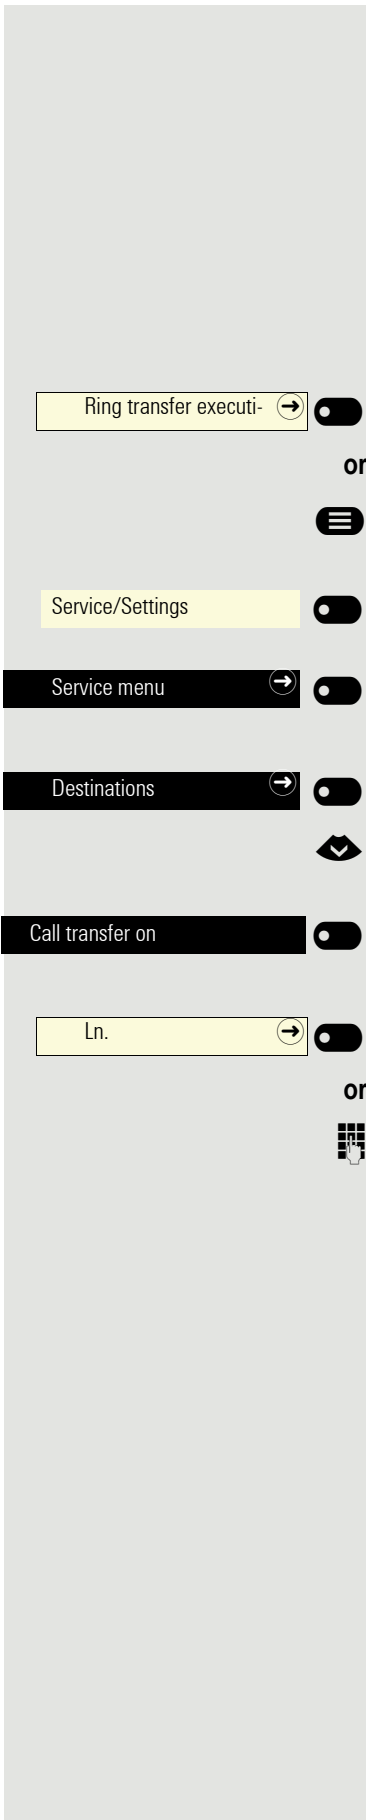 Ring transfer executi-
or
Service/Settings
Service menu
Destinations
Call transfer on
Ln.
or